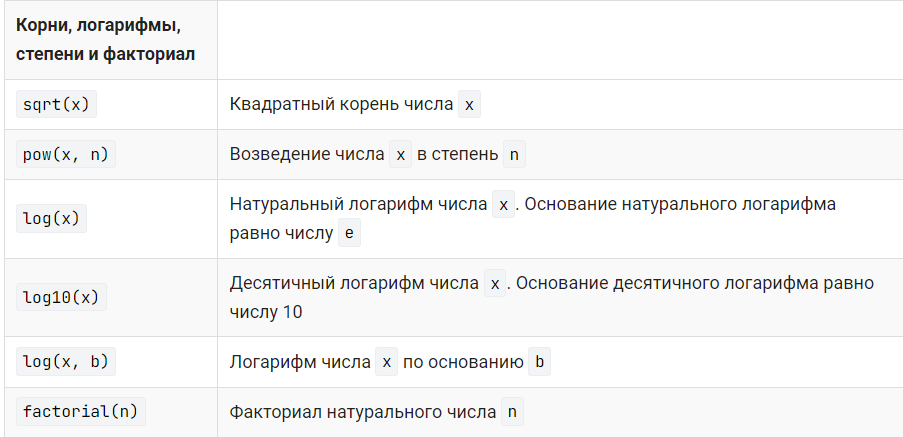 Корни, логарифмы,
степени и факториал
sqrt(x)
Квадратный корень числа x
pow(x, n)
Возведение числа x в степень n
log(x)
Натуральный логарифм числа x. Основание натурального логарифма
равно числу e
log10(x)
Десятичный логарифм числа x. Основание десятичного логарифма равно
числу 10
log(x, b)
Логарифм числа x по основанию b
factorial(n)
Факториал натурального числа n